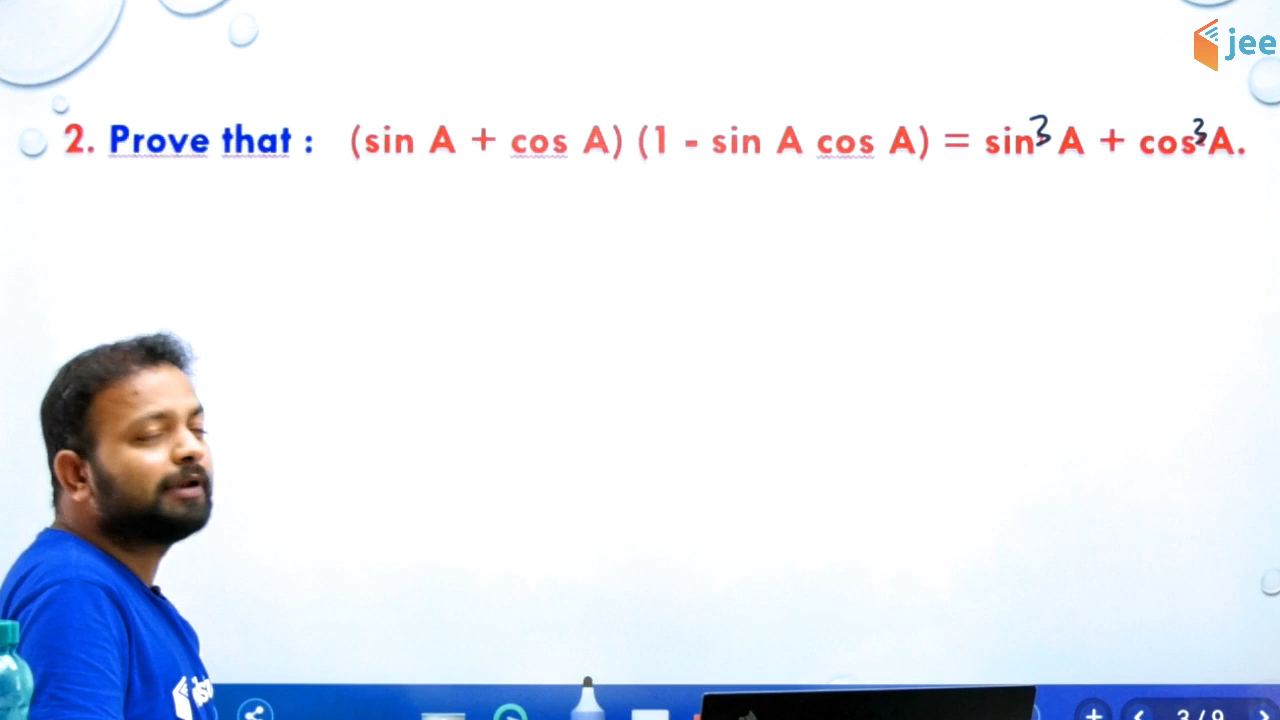 jee
2. Prove that : (sin A + cos A) (1 - sin A cos A) = sin³ A + cos³ A.